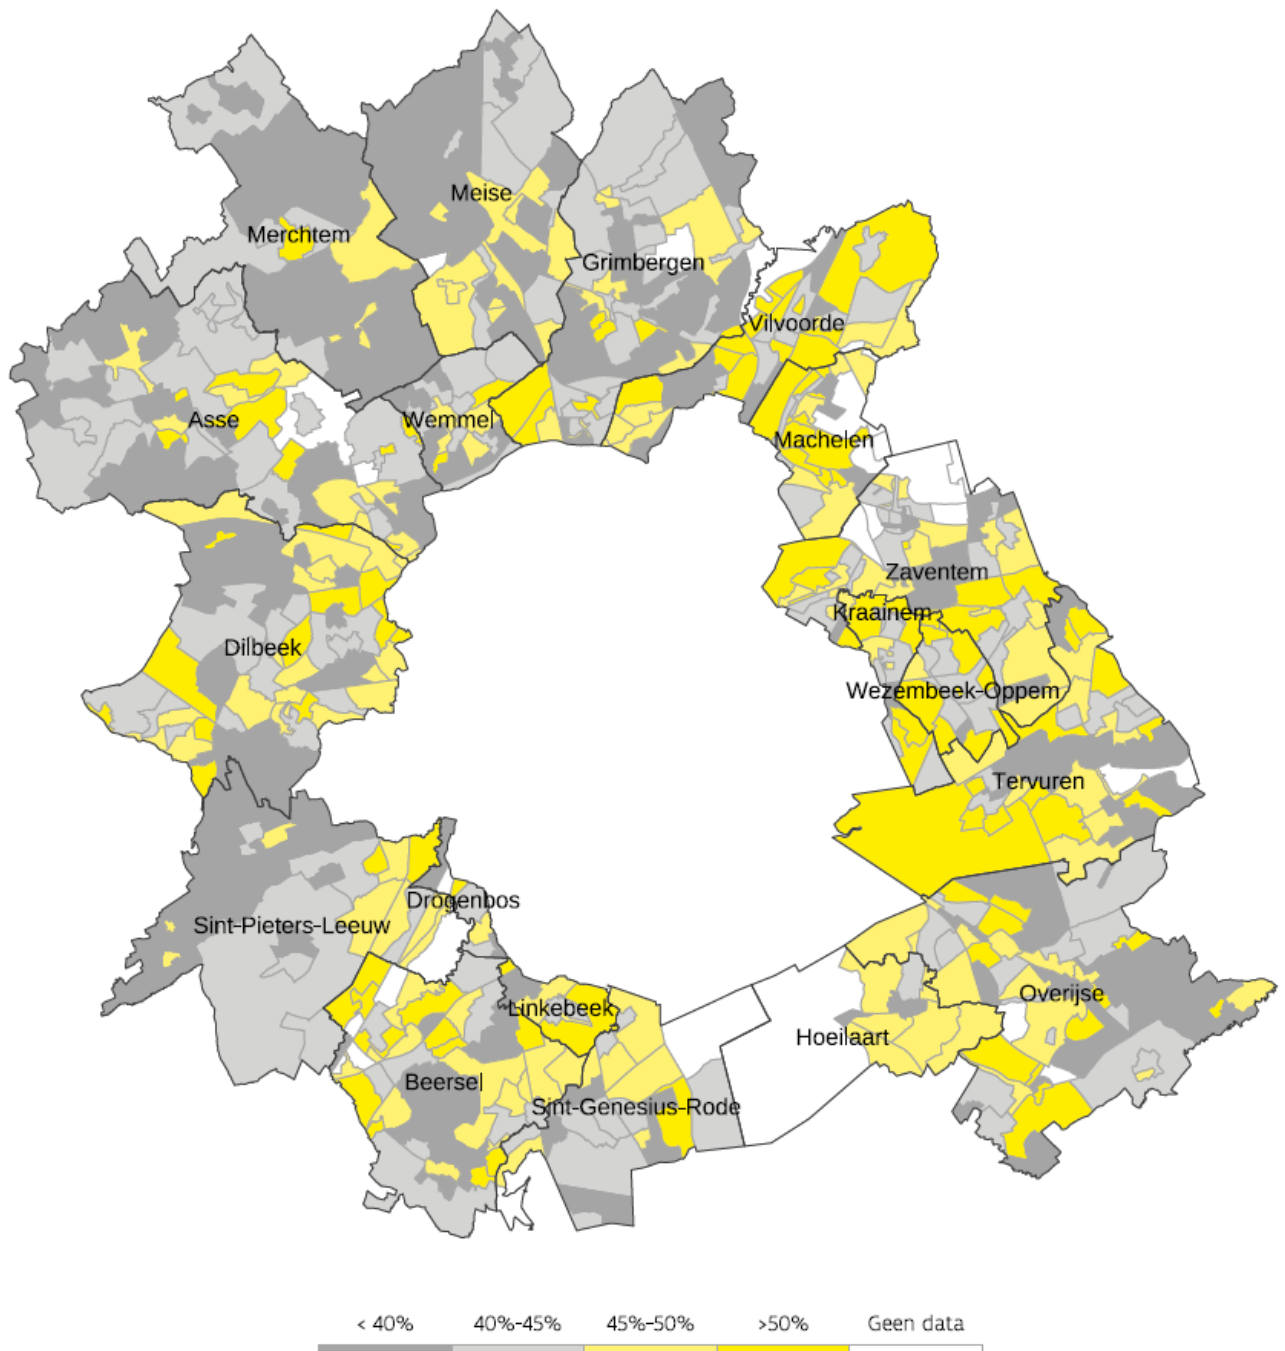 Meise
Merchtem
Grimbergen
Vilvoorde
Asse
Wemmel
Machelen
Zaventem
Kraainem
Dilbeek
Wezembeek-Oppem
Tervuren
Drogenbos
Sint-Pieters-Leeuw
Overijse
Linkebeek
Hoeilaart
Beersel
Sint-Genesius-Rode
< 40% 40%-45% 45%-50% >50% Geen data